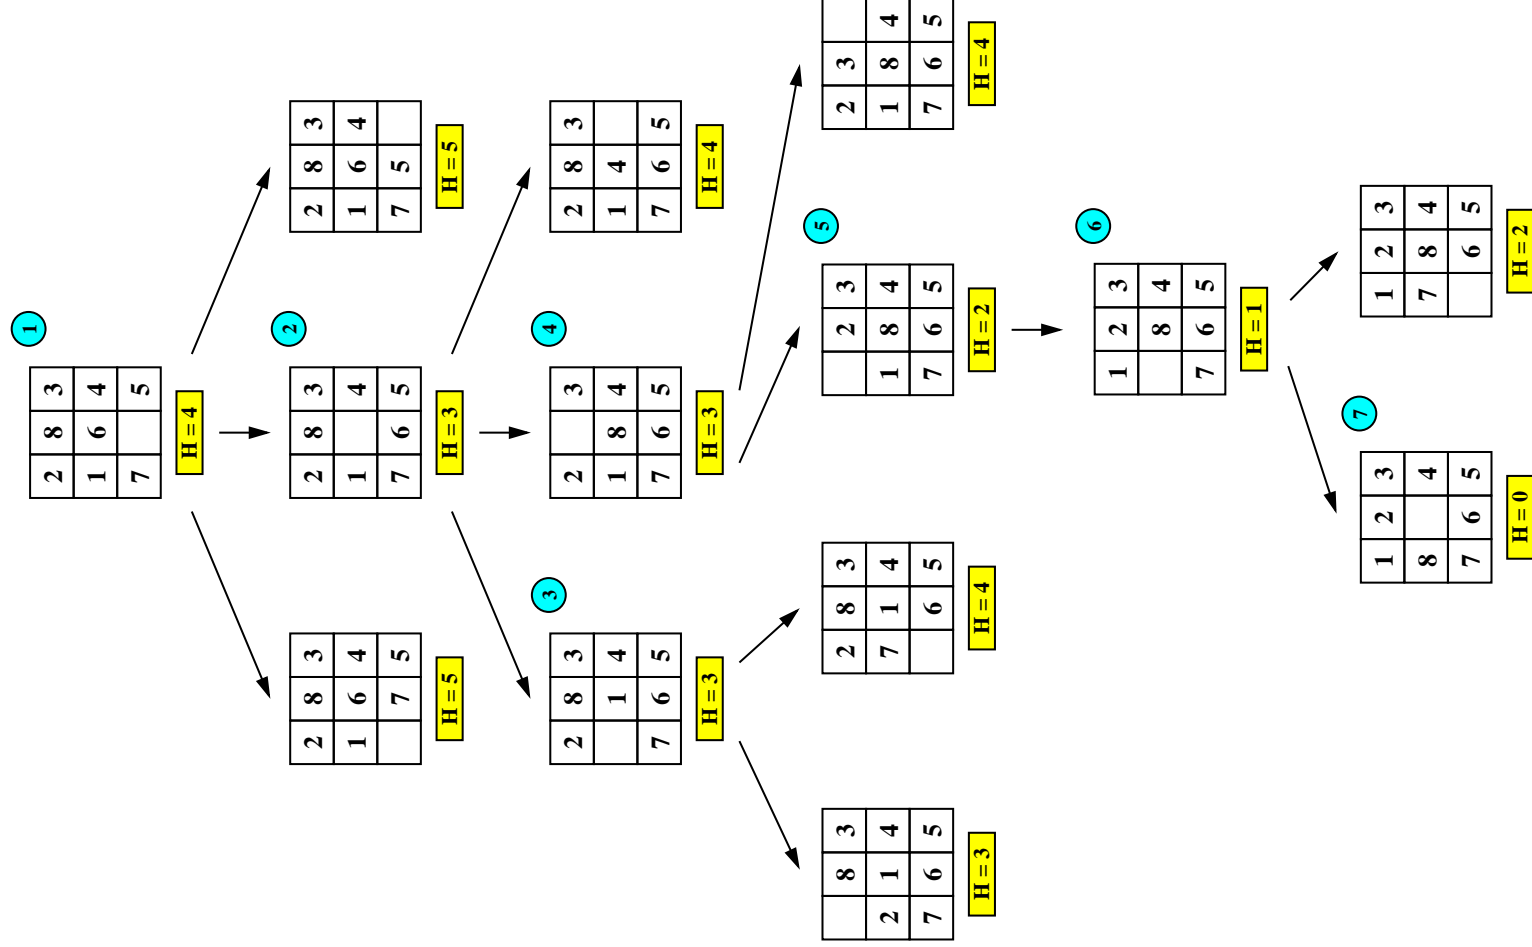 1
2 8 3
1 6 4
7 5
H = 4
2 8 3
1 6 4
7 5
H = 5
2
2 8 3
1 4
7 6 5
H = 3
2 8 3
1 6 4
7 5
H = 5
3
2 8 3
1 4
7 6 5
H = 3
4
2 3
1 8 4
7 6 5
H = 3
2 8 3
1 4
7 6 5
H = 4
8 3
2 1 4
7 6 5
H = 3
2 8 3
7 1 4
6 5
H = 4
5
2 3
1 8 4
7 6 5
H = 2
2 3
1 8 4
7 6 5
H = 4
6
1 2 3
8 4
7 6 5
H = 1
7
1 2 3
8 4
7 6 5
H = 0
1 2 3
7 8 4
6 5
H = 2